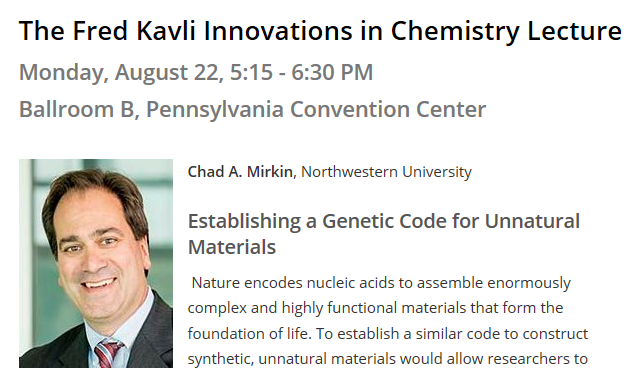 The Fred Kavli Innovations in Chemistry Lecture
Monday, August 22, 5:15 - 6:30 PM
Ballroom B, Pennsylvania Convention Center
Chad A. Mirkin, Northwestern University
Establishing a Genetic Code for Unnatural
Materials
Nature encodes nucleic acids to assemble enormously
complex and highly functional materials that form the
foundation of life. To establish a similar code to construct
synthetic, unnatural materials would allow researchers to